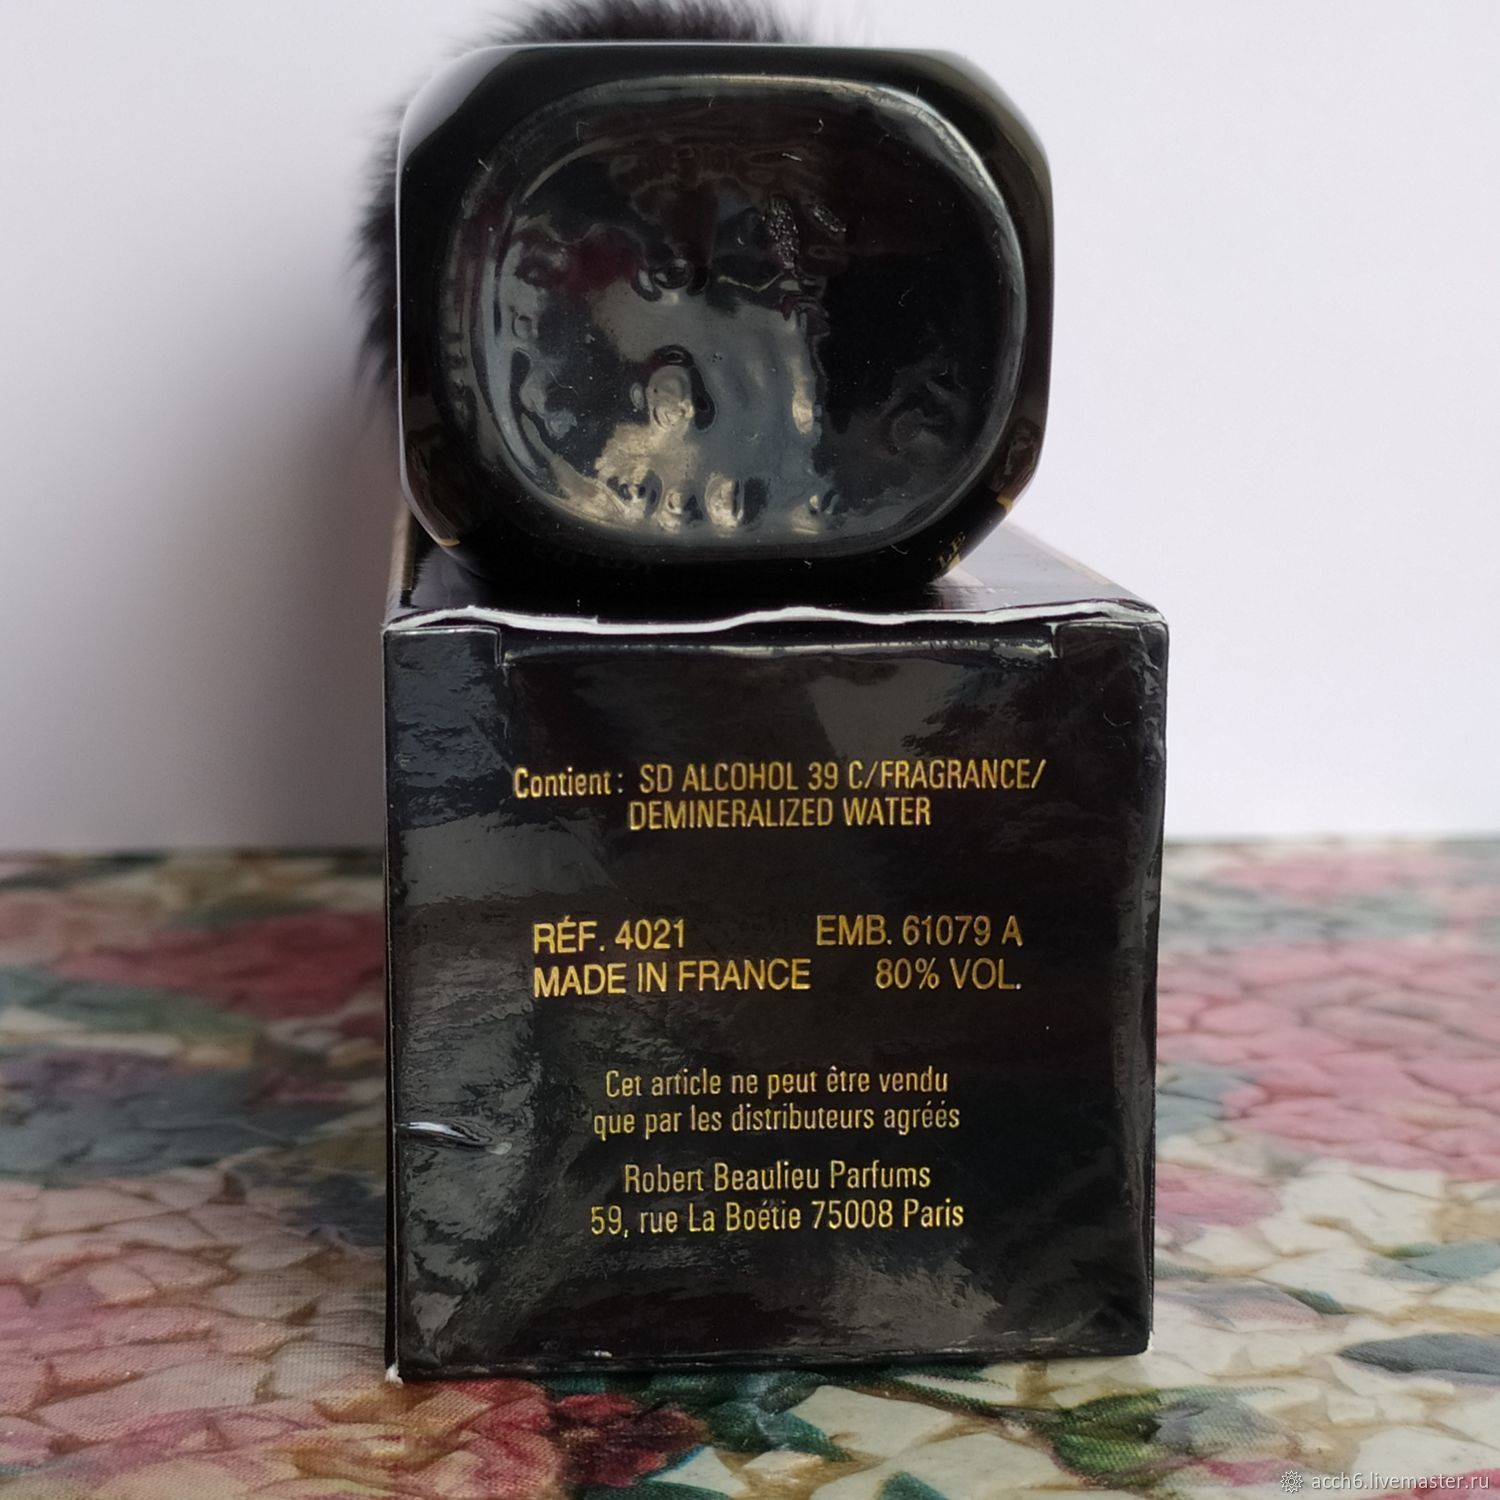 LE
Contient : SD ALCOHOL 39 C/FRAGRANCE/
DEMINERALIZED WATER
RÉF. 4021 EMB. 61079 A
MADE IN FRANCE 80% VOL.
Cet article ne peut être vendu
que par les distributeurs agréés
Robert Beaulieu Parfums
59, rue La Boétie 75008 Paris
acch6.livemaster.ru